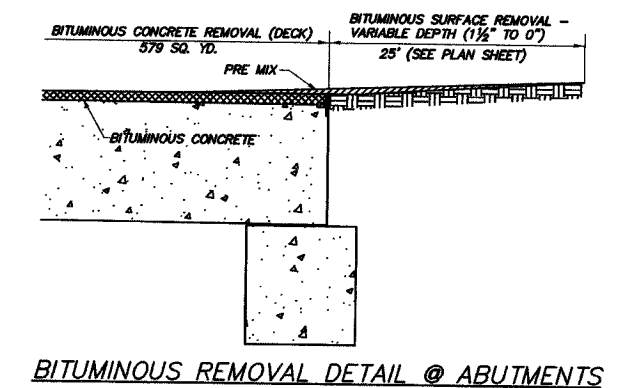 BITUMINOUS CONCRETE REMOVAL (DECK)
579 SQ. YD.
BITUMINOUS SURFACE REMOVAL –
VARIABLE DEPTH (1½" TO 0")
25' (SEE PLAN SHEET)
PRE MIX
BITUMINOUS CONCRETE
BITUMINOUS REMOVAL DETAIL @ ABUTMENTS